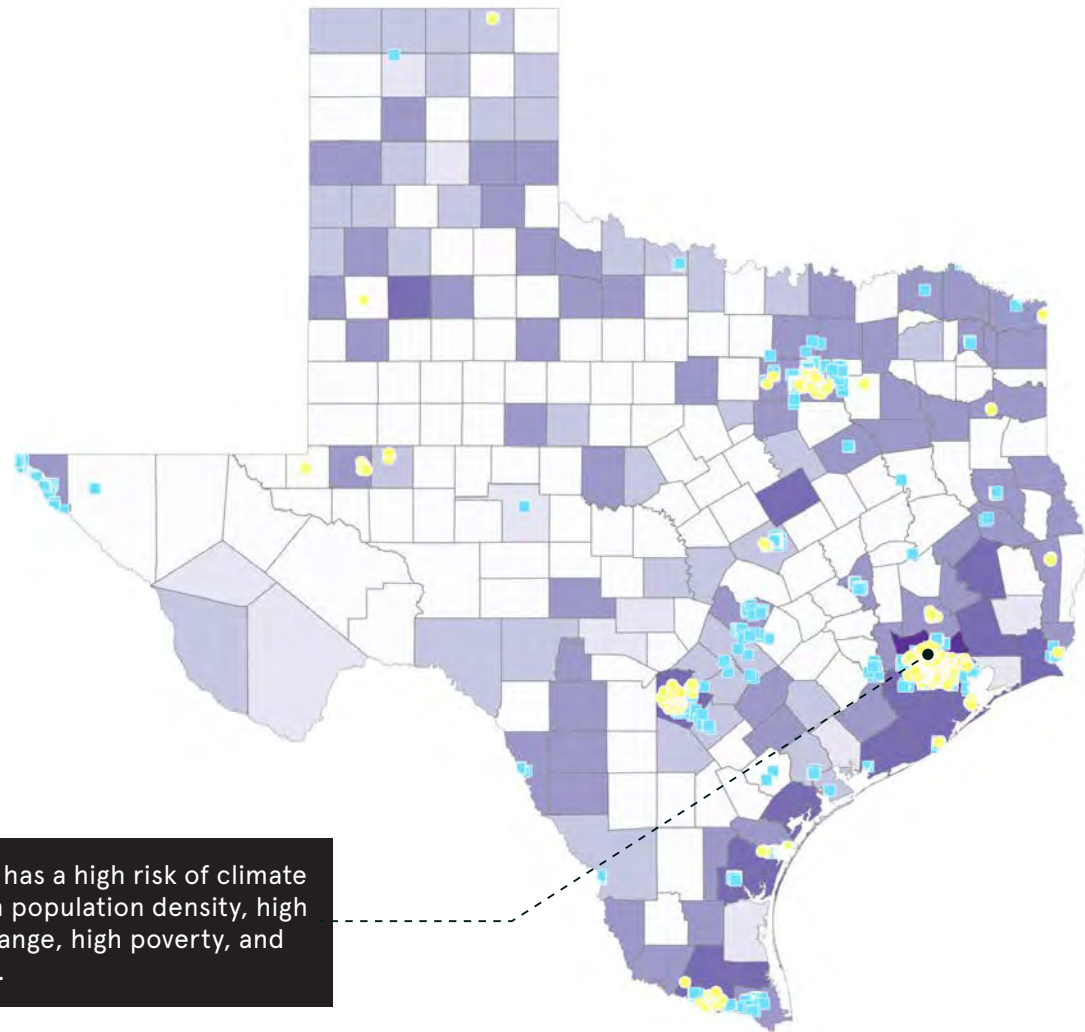 has a high risk of climate
population density, high
ange, high poverty, and